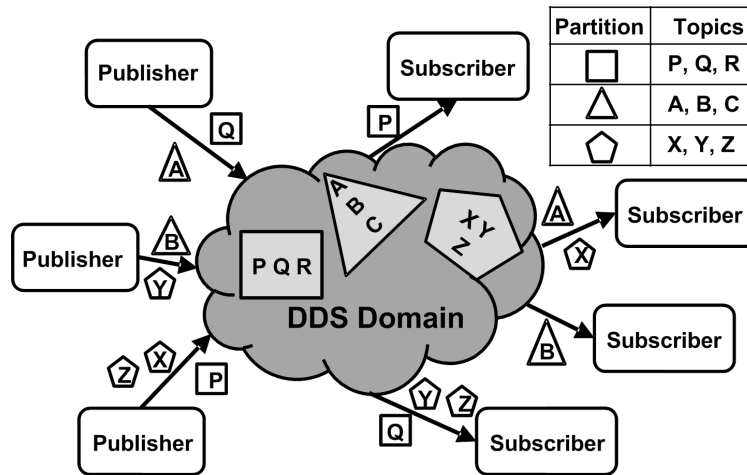 Partition Topics
P, Q, R
A, B, C
X, Y, Z
Publisher
Subscriber
Q
P
A
A
B
C
X Y
Z
A
Subscriber
X
Publisher
B
Y
P Q R
DDS Domain
B
Subscriber
Z X
P
Y Z
Q
Publisher
Subscriber